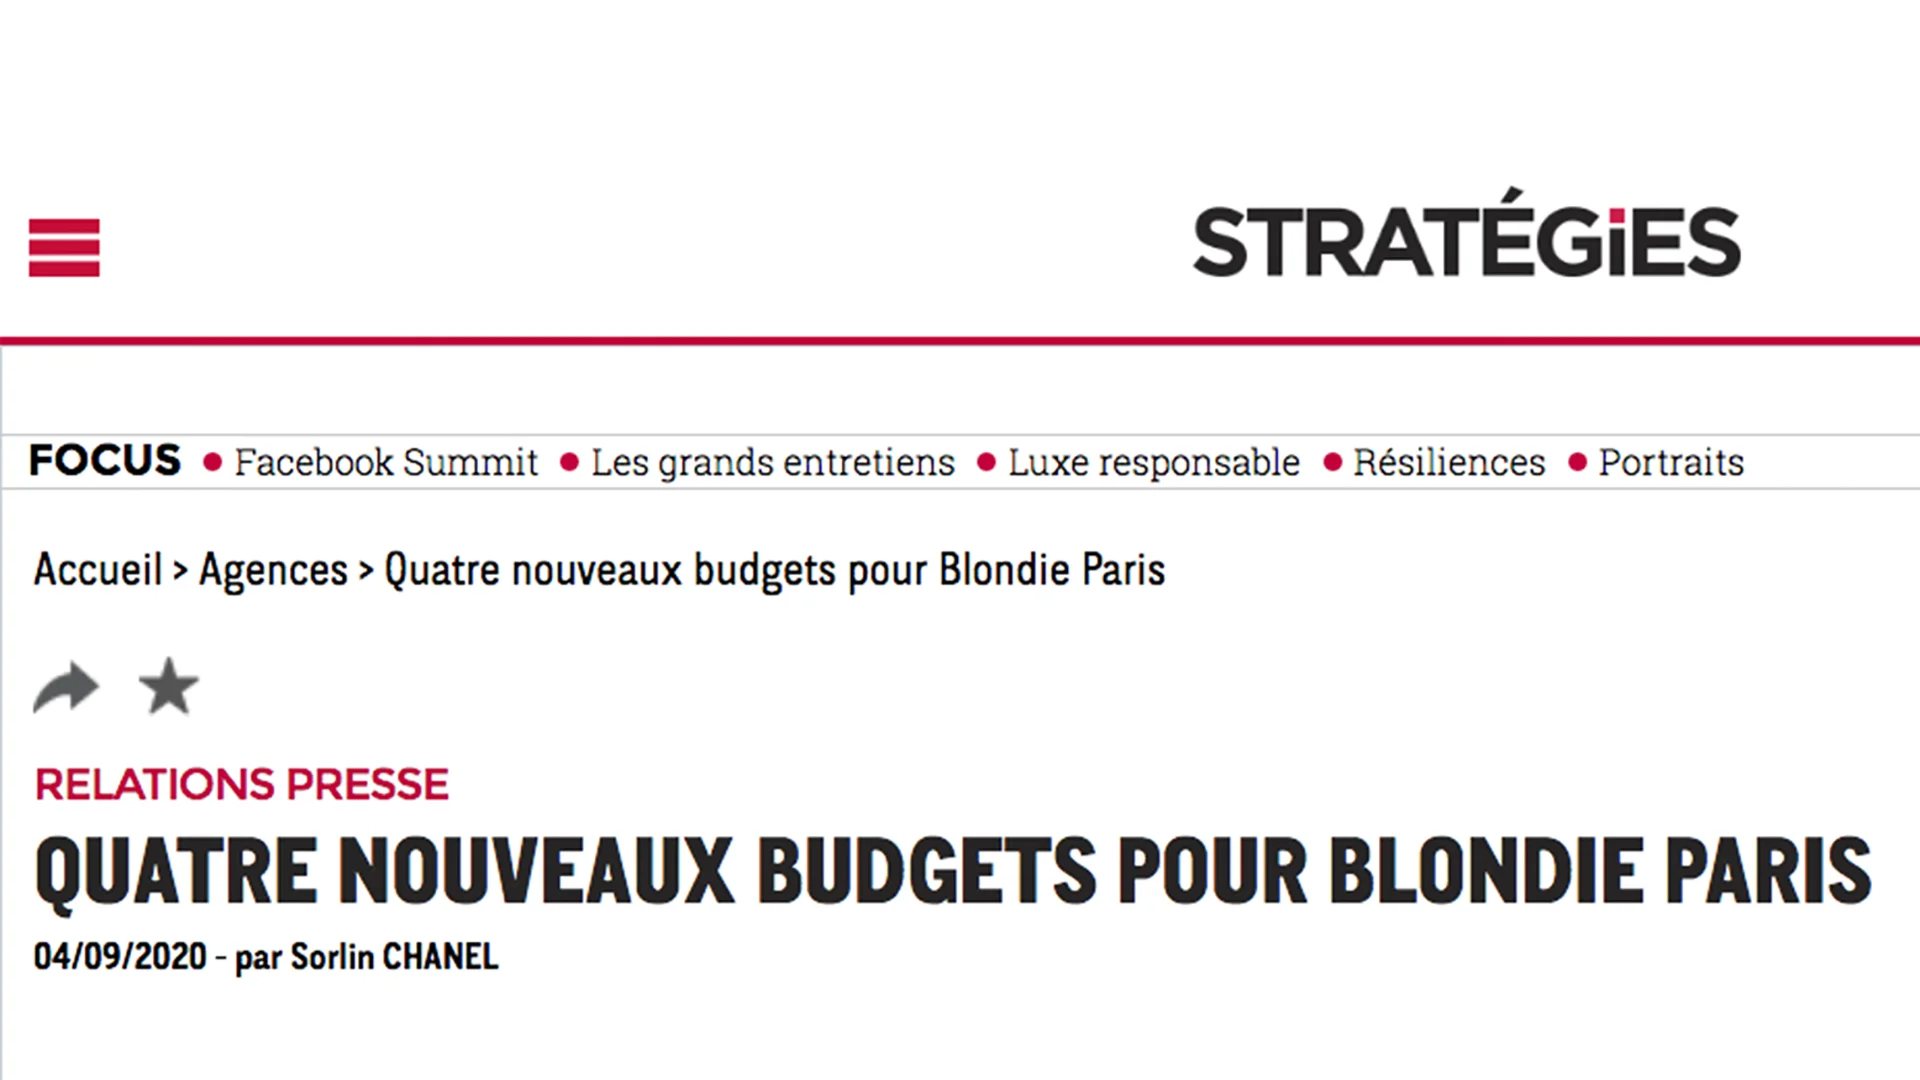 STRATÉGiES
FOCUS • Facebook Summit • Les grands entretiens • Luxe responsable • Résiliences • Portraits
Accueil > Agences > Quatre nouveaux budgets pour Blondie Paris
RELATIONS PRESSE
QUATRE NOUVEAUX BUDGETS POUR BLONDIE PARIS
04/09/2020 - par Sorlin CHANEL